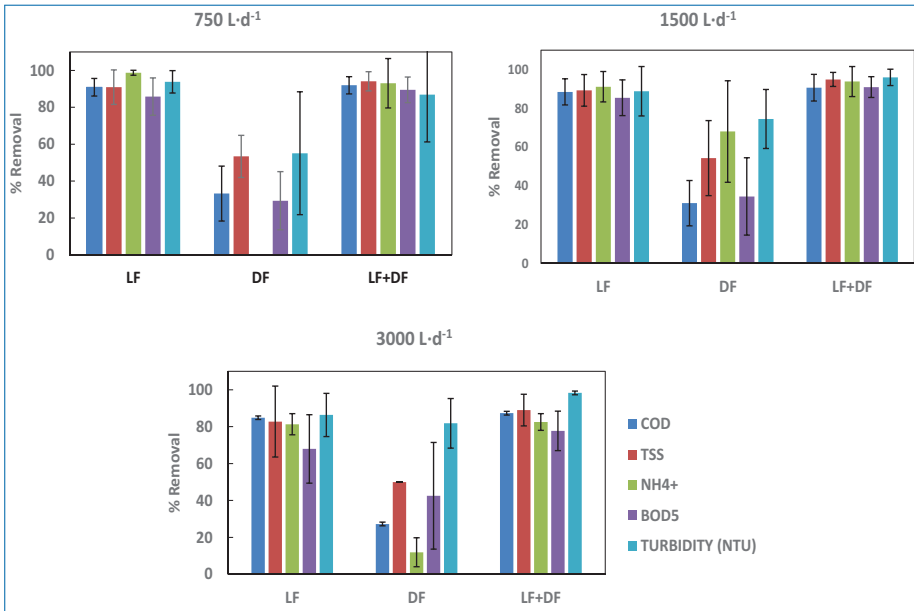 750 L·d-1
% Removal
100
80
60
40
20
0
LF
DF
LF+DF
1500 L·d-1
% Removal
100
80
60
40
20
0
LF
DF
LF+DF
3000 L·d-1
% Removal
100
80
60
40
20
0
LF
DF
LF+DF
COD
TSS
NH4+
BOD5
TURBIDITY (NTU)